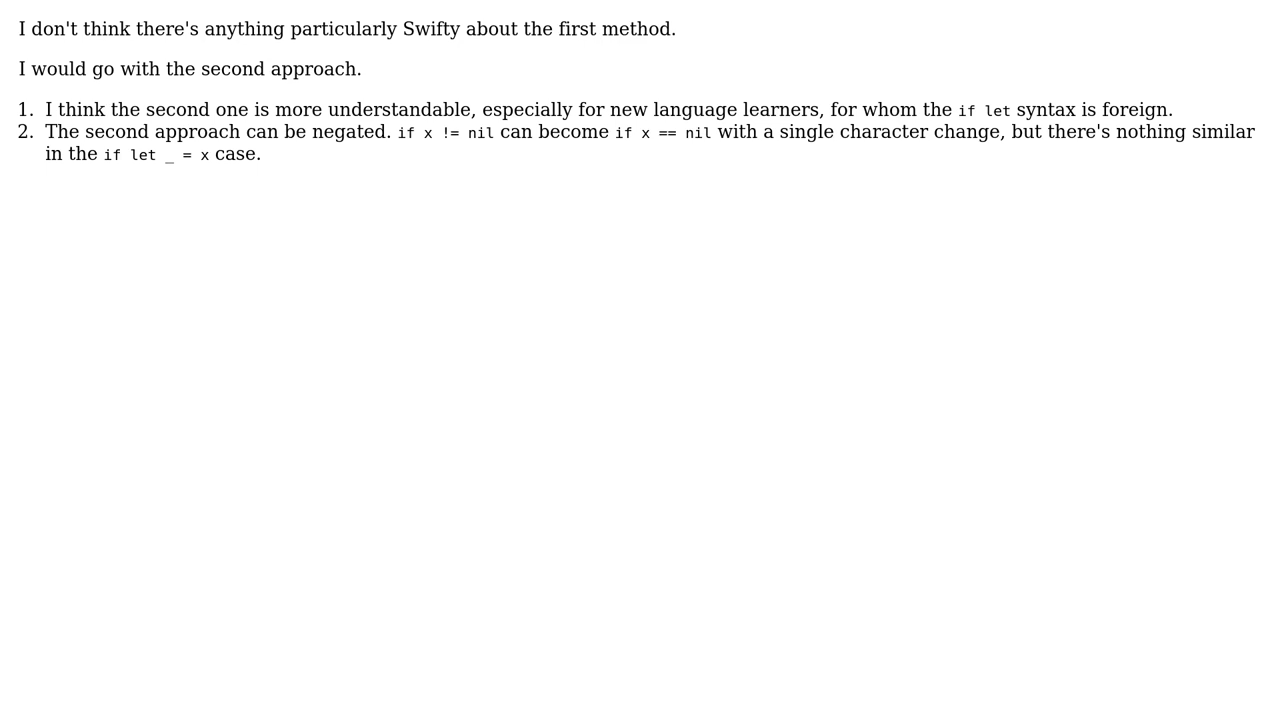 I don't think there's anything particularly Swifty about the first method.
I would go with the second approach.
1. I think the second one is more understandable, especially for new language learners, for whom the if let syntax is foreign.
2. The second approach can be negated. if x != nil can become if x == nil with a single character change, but there's nothing similar
in the if let _ = x case.